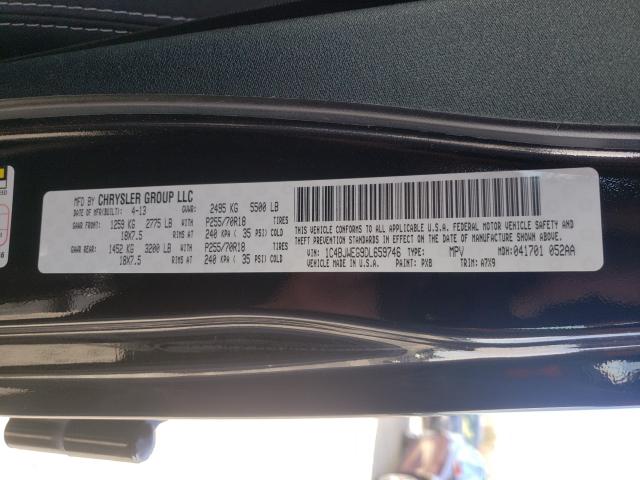 MFD BY CHRYSLER GROUP LLC
DATE OF MFR(BUILT): 4-13 GVWR: 2495 KG 5500 LB
GAWR FRONT: 1259 KG 2775 LB WITH P255/70R18 TIRES
18X7.5 RIMS AT 240 KPA ( 35 PSI) COLD
GAWR REAR: 1452 KG 3200 LB WITH P255/70R18 TIRES
18X7.5 RIMS AT 240 KPA ( 35 PSI) COLD
THIS VEHICLE CONFORMS TO ALL APPLICABLE U.S.A. FEDERAL MOTOR VEHICLE SAFETY AND
THEFT PREVENTION STANDARDS IN EFFECT ON THE DATE OF MANUFACTURE SHOWN ABOVE.
VIN: 1C4BJWEG9DL659746 TYPE: MPV MDH: 041701 052AA
VEHICLE MADE IN U.S.A. PAINT: PX8 TRIM: A7X9